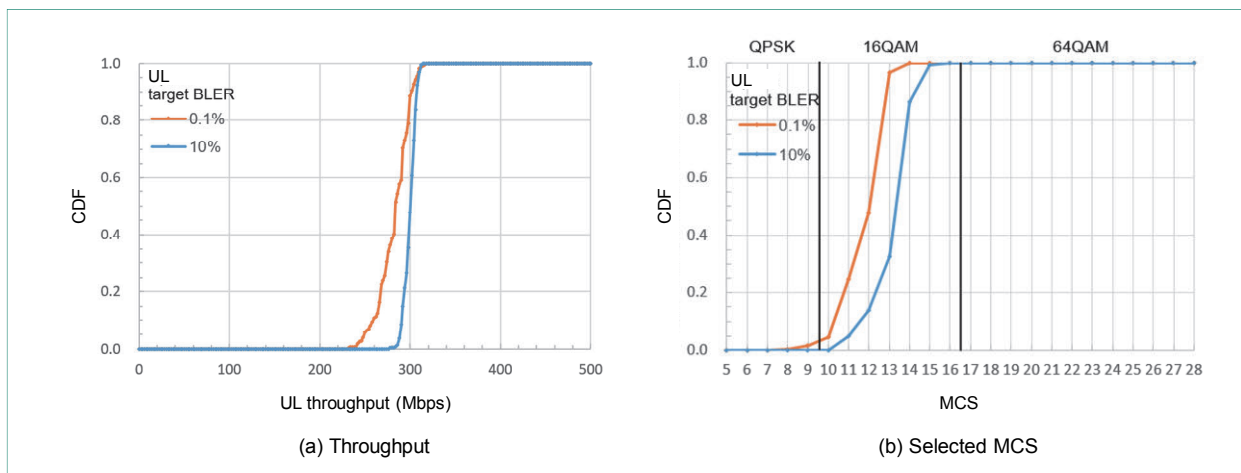 UL
target BLER
0.1%
10%
1.0
0.8
0.6
0.4
0.2
0.0
CDF
0 100 200 300 400 500
UL throughput (Mbps)
(a) Throughput
QPSK 16QAM 64QAM
UL
target BLER
0.1%
10%
1.0
0.8
0.6
0.4
0.2
0.0
CDF
5 6 7 8 9 10 11 12 13 14 15 16 17 18 19 20 21 22 23 24 25 26 27 28
MCS
(b) Selected MCS